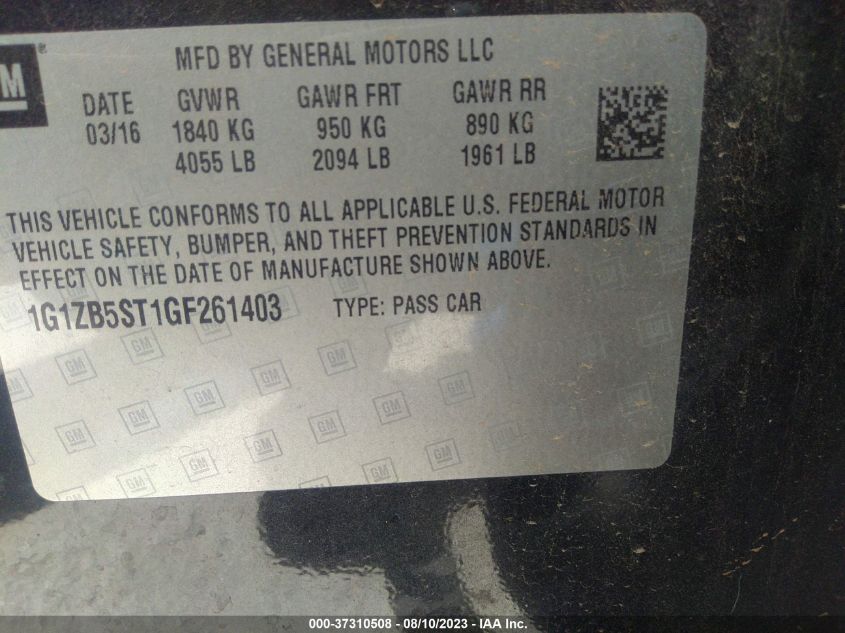 GM®
MFD BY GENERAL MOTORS LLC
DATE GVWR GAWR FRT GAWR RR
03/16 1840 KG 950 KG 890 KG
4055 LB 2094 LB 1961 LB
THIS VEHICLE CONFORMS TO ALL APPLICABLE U.S. FEDERAL MOTOR
VEHICLE SAFETY, BUMPER, AND THEFT PREVENTION STANDARDS IN
EFFECT ON THE DATE OF MANUFACTURE SHOWN ABOVE.
1G1ZB5ST1GF261403 TYPE: PASS CAR
000-37310508 - 08/10/2023 - IAA Inc.